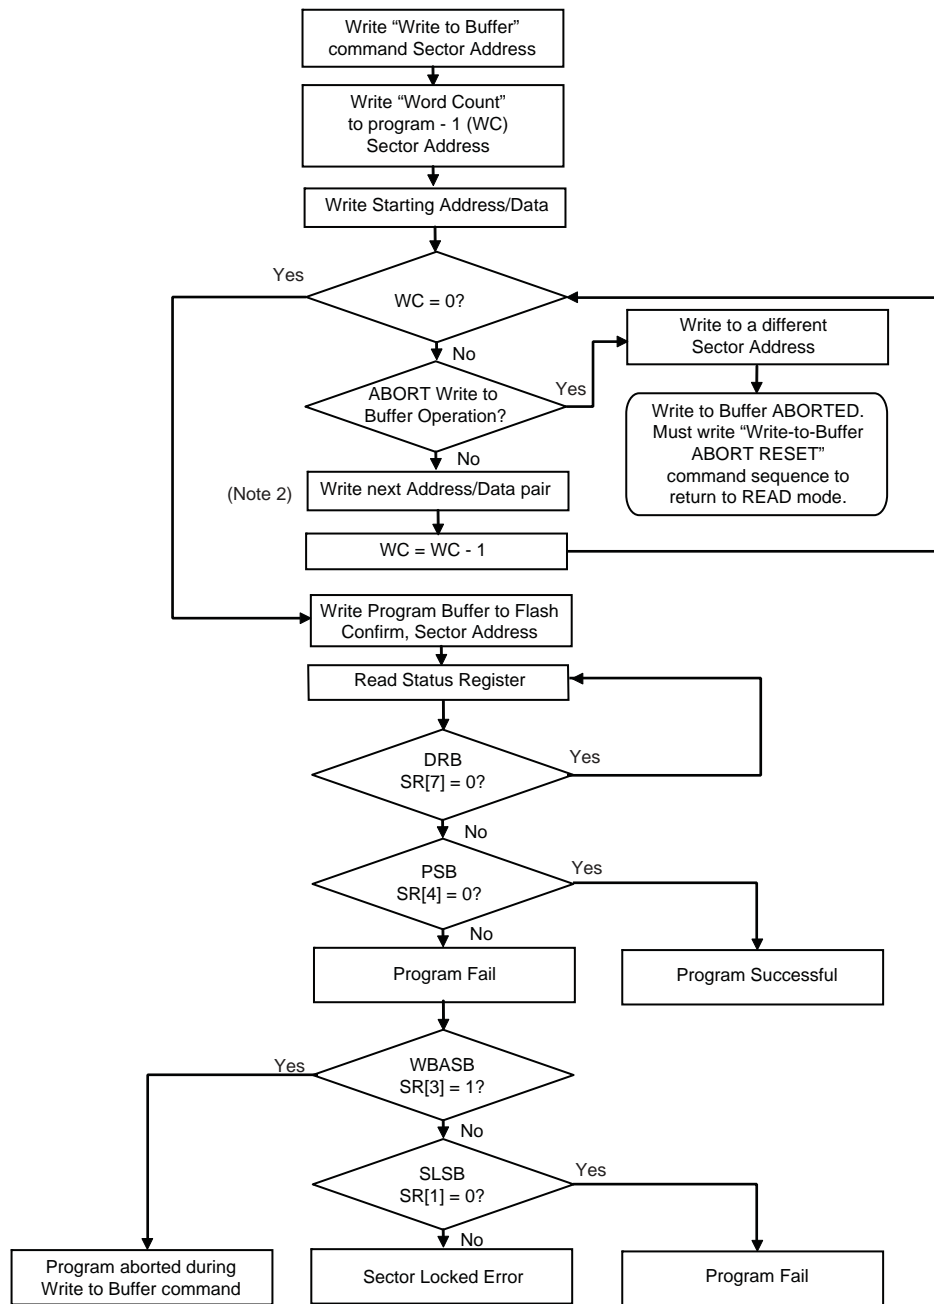 Write “Write to Buffer”
command Sector Address
Write “Word Count”
to program - 1 (WC)
Sector Address
Write Starting Address/Data
Yes
WC = 0?
No
Write to a different
Sector Address
ABORT Write to
Buffer Operation?
Yes
Write to Buffer ABORTED.
Must write “Write-to-Buffer
ABORT RESET”
command sequence to
return to READ mode.
No
(Note 2)
Write next Address/Data pair
WC = WC - 1
Write Program Buffer to Flash
Confirm, Sector Address
Read Status Register
DRB
SR[7] = 0?
Yes
No
PSB
SR[4] = 0?
Yes
No
Program Fail
Program Successful
Yes
WBASB
SR[3] = 1?
No
SLSB
SR[1] = 0?
Yes
No
Program aborted during
Write to Buffer command
Sector Locked Error
Program Fail